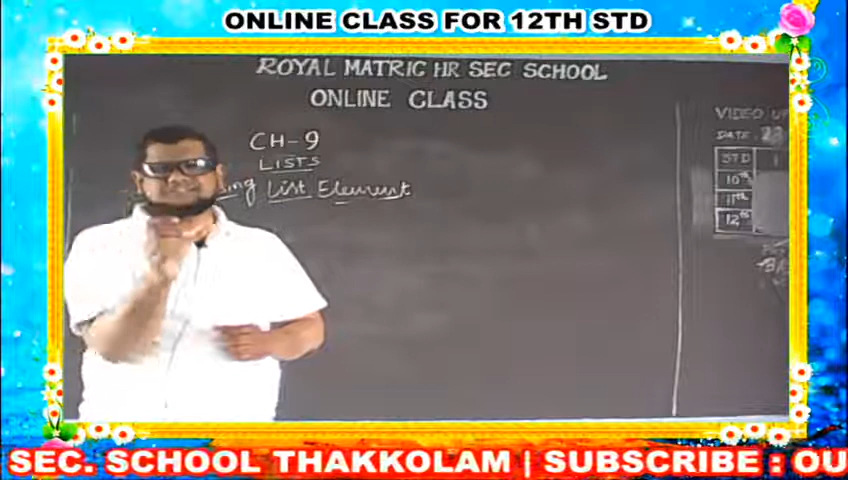 ONLINE CLASS FOR 12TH STD
ROYAL MATRIC HR SEC SCHOOL
ONLINE CLASS
CH-9
LISTS
List Element
VIDEO
DATE
STD
10th
11th
12th
SEC. SCHOOL THAKKOLAM | SUBSCRIBE : OU